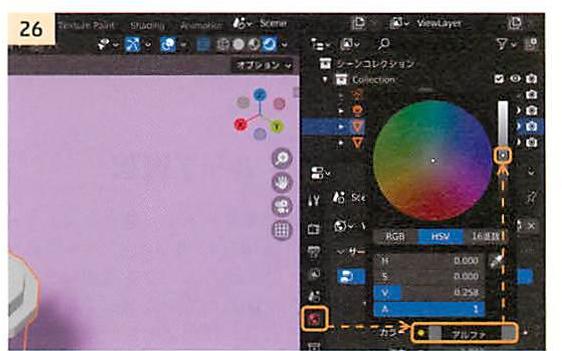 26
Texture Paint Shading Animation Scene ViewLayer
オプション
シーンコレクション
Collection
X
Y
Z
RGB HSV 16進数
H 0.000
S 0.000
V 0.258
A 1
カラー アルファ